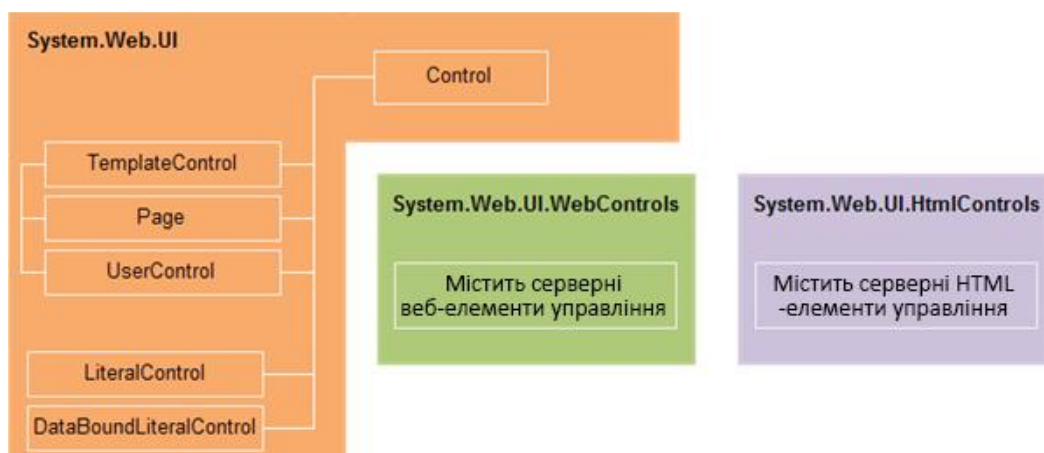 System.Web.UI
Control
TemplateControl
Page
UserControl
LiteralControl
DataBoundLiteralControl
System.Web.UI.WebControls
Містить серверні
веб-елементи управління
System.Web.UI.HtmlControls
Містить серверні HTML
-елементи управління